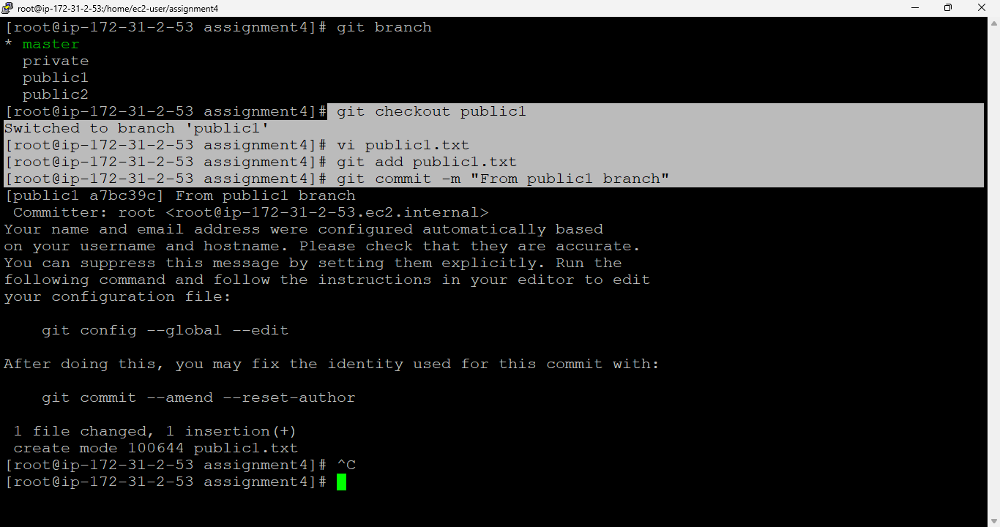 root@ip-172-31-2-53:/home/ec2-user/assignment4
[root@ip-172-31-2-53 assignment4]# git branch
* master
  private
  public1
  public2
[root@ip-172-31-2-53 assignment4]# git checkout public1
Switched to branch 'public1'
[root@ip-172-31-2-53 assignment4]# vi public1.txt
[root@ip-172-31-2-53 assignment4]# git add public1.txt
[root@ip-172-31-2-53 assignment4]# git commit -m "From public1 branch"
[public1 a7bc39c] From public1 branch
 Committer: root <root@ip-172-31-2-53.ec2.internal>
Your name and email address were configured automatically based
on your username and hostname. Please check that they are accurate.
You can suppress this message by setting them explicitly. Run the
following command and follow the instructions in your editor to edit
your configuration file:
    git config --global --edit
After doing this, you may fix the identity used for this commit with:
    git commit --amend --reset-author
 1 file changed, 1 insertion(+)
 create mode 100644 public1.txt
[root@ip-172-31-2-53 assignment4]# ^C
[root@ip-172-31-2-53 assignment4]#